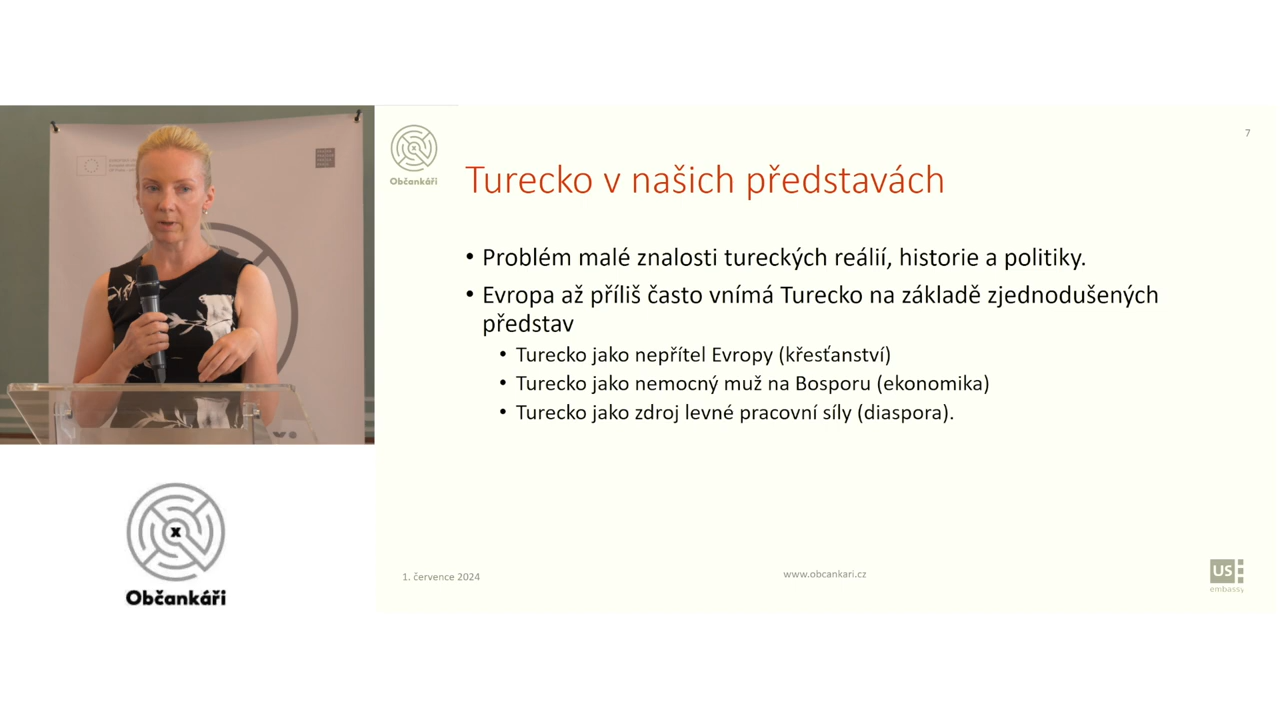 Občankáři
7
Turecko v našich představách
• Problém malé znalosti tureckých reálií, historie a politiky.
• Evropa až příliš často vnímá Turecko na základě zjednodušených
představ
• Turecko jako nepřítel Evropy (křesťanství)
• Turecko jako nemocný muž na Bosporu (ekonomika)
• Turecko jako zdroj levné pracovní síly (diaspora).
x
Občankáři
1. července 2024
www.obcankari.cz
US
embassy